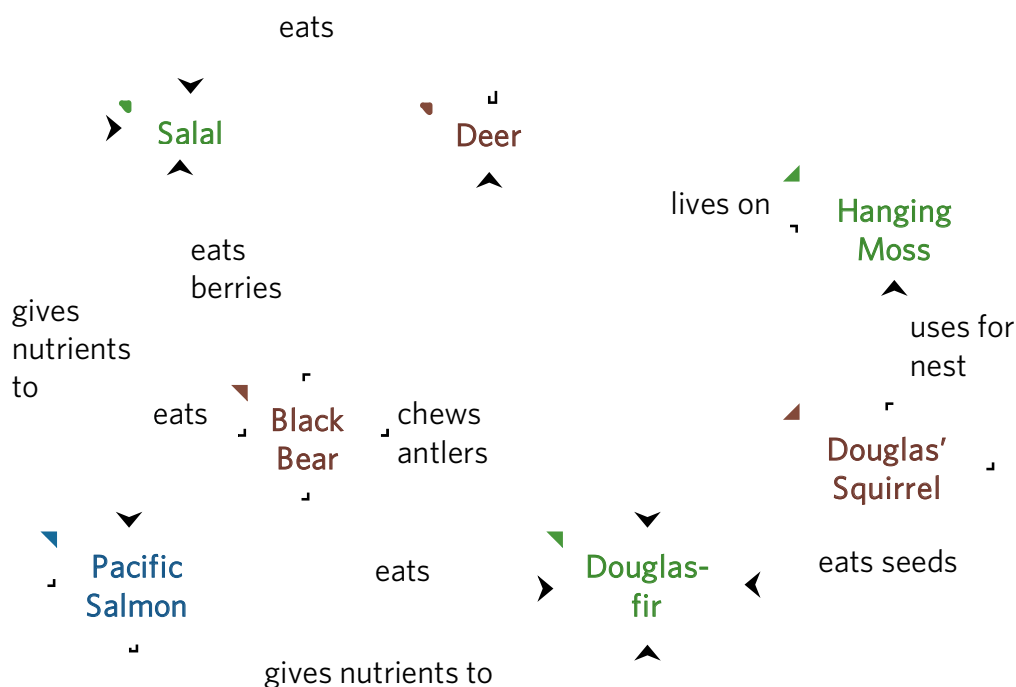 eats
Salal
Deer
lives on
Hanging
Moss
eats
berries
gives
nutrients
to
uses for
nest
eats
Black
Bear
chews
antlers
Douglas’
Squirrel
Pacific
Salmon
eats
Douglas-
fir
eats seeds
gives nutrients to